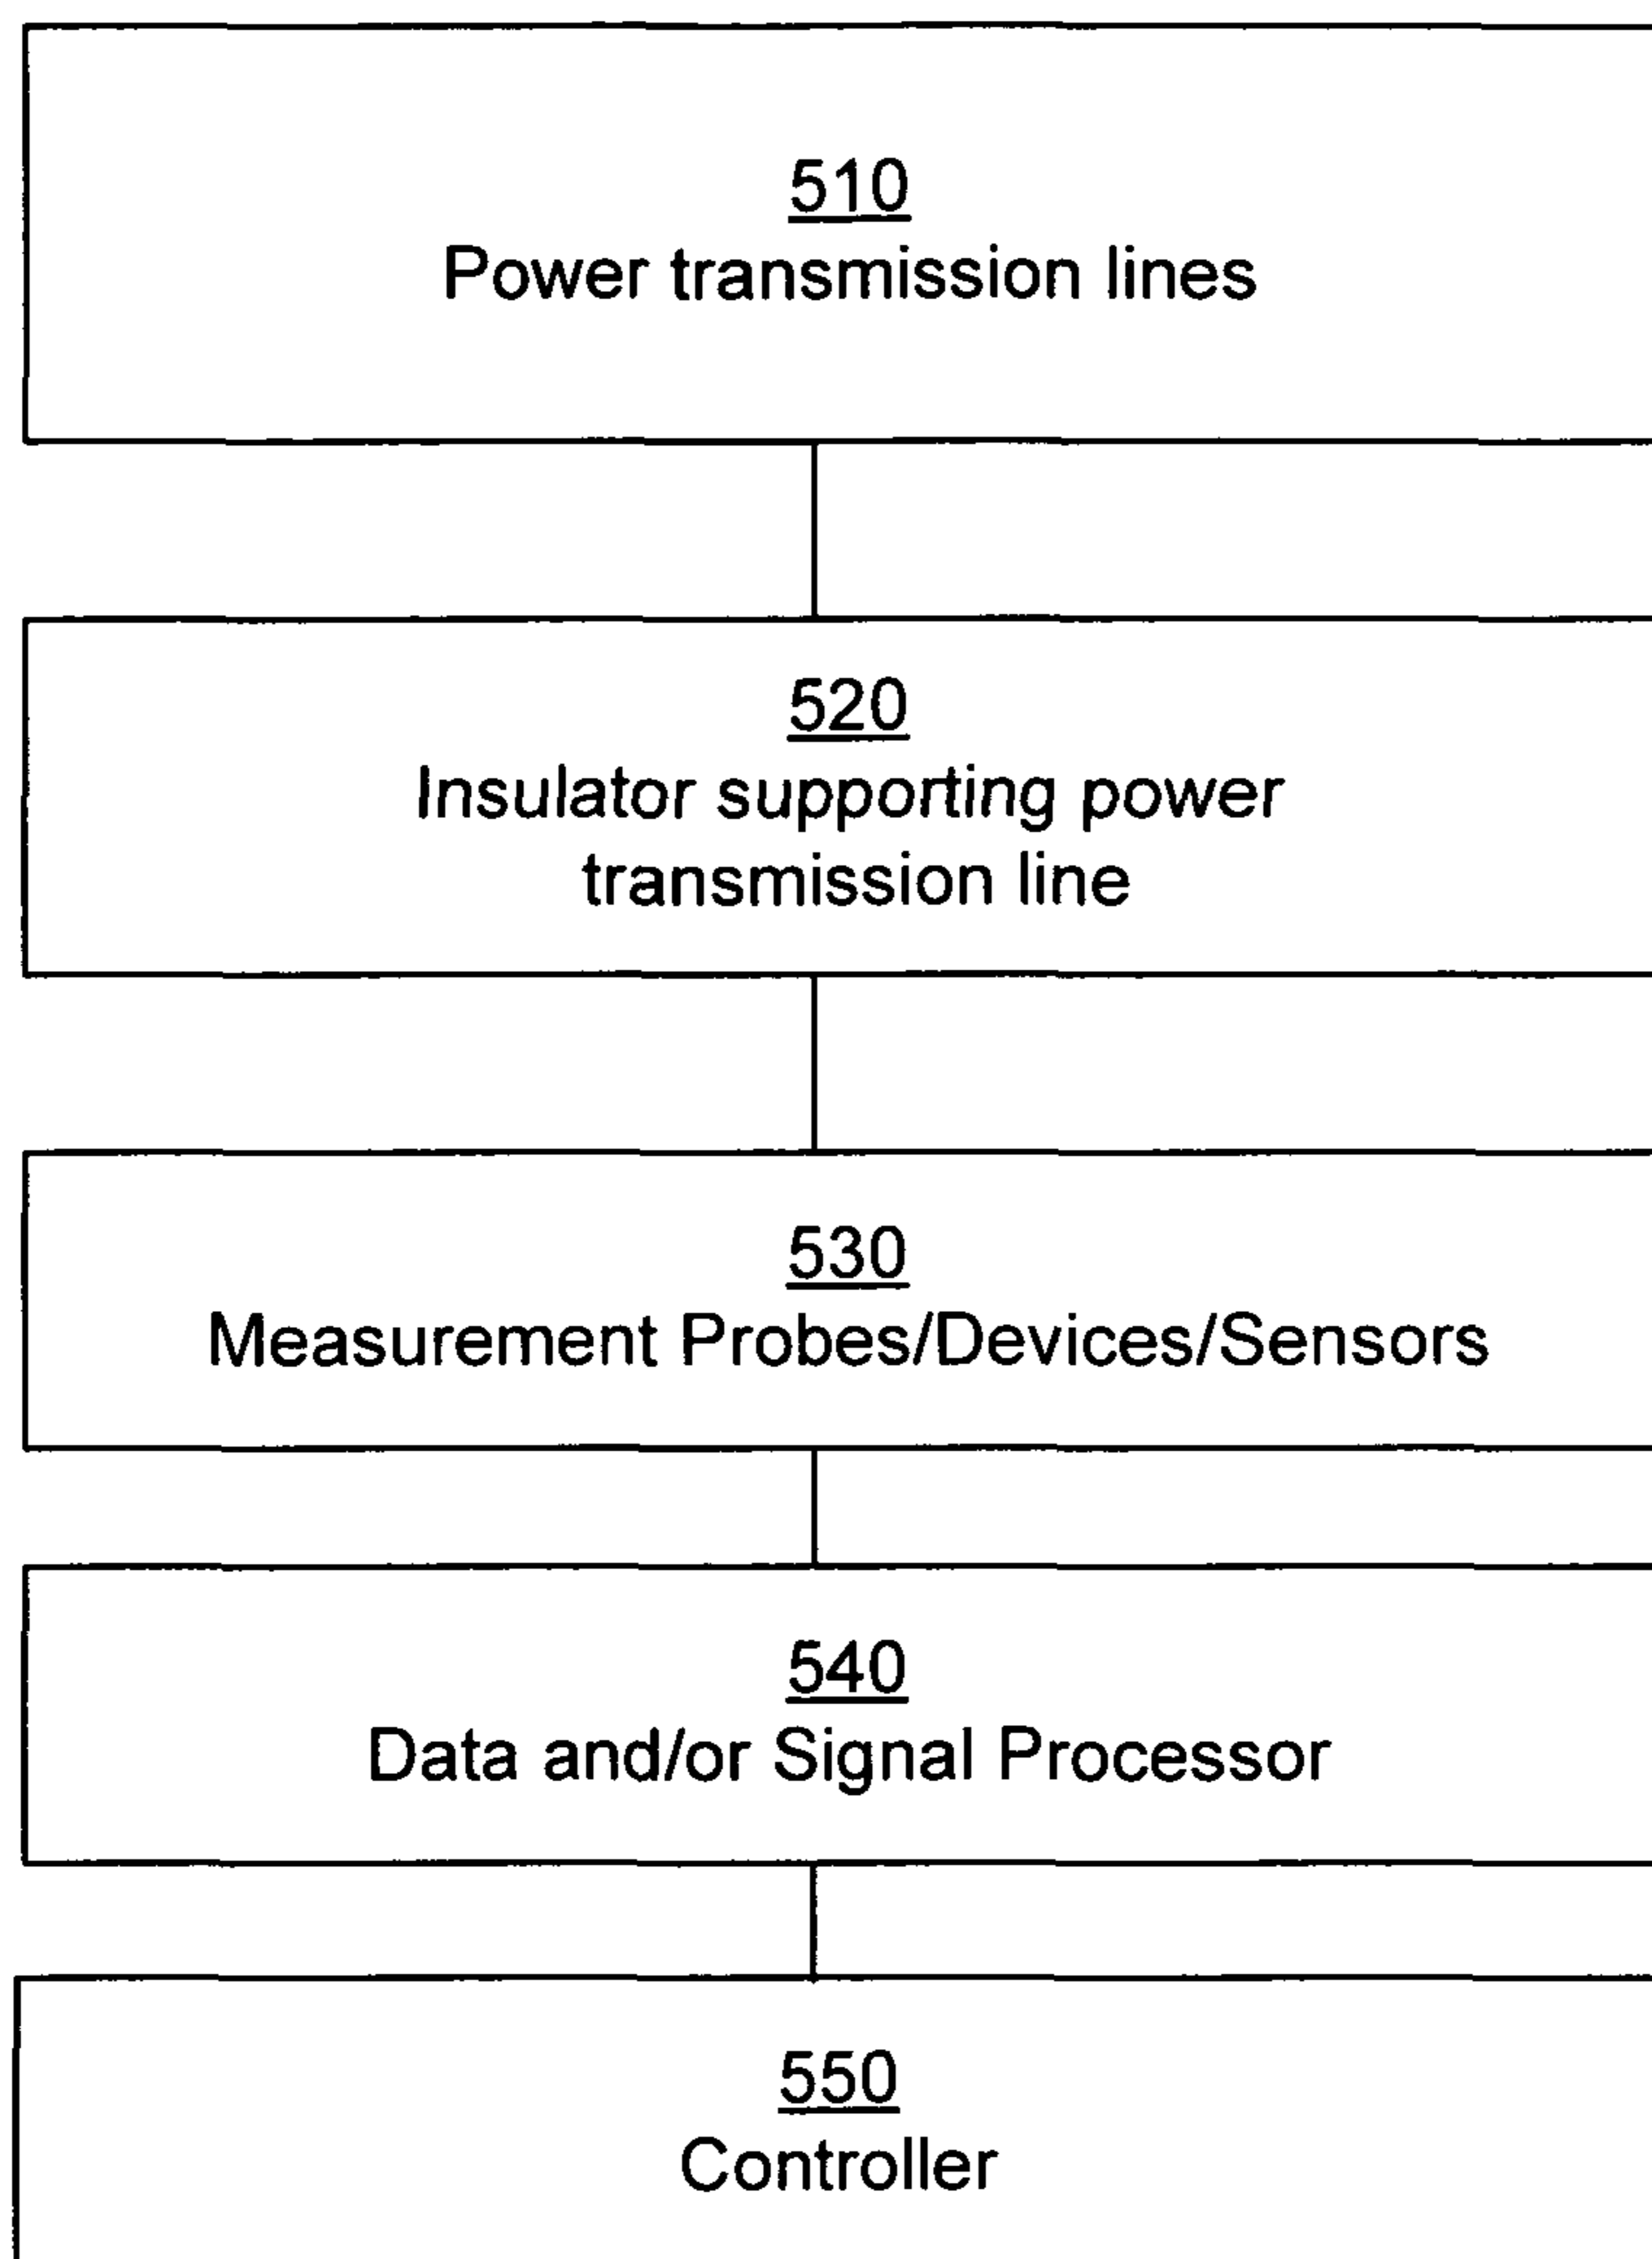 510
Power transmission lines
520
Insulator supporting power
transmission line
530
Measurement Probes/Devices/Sensors
540
Data and/or Signal Processor
550
Controller